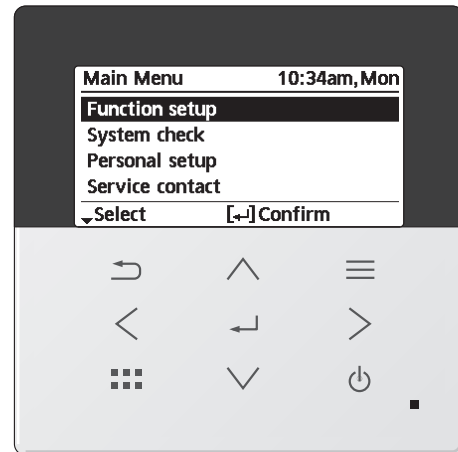 Main Menu 10:34am, Mon
Function setup
System check
Personal setup
Service contact
Select [↵] Confirm